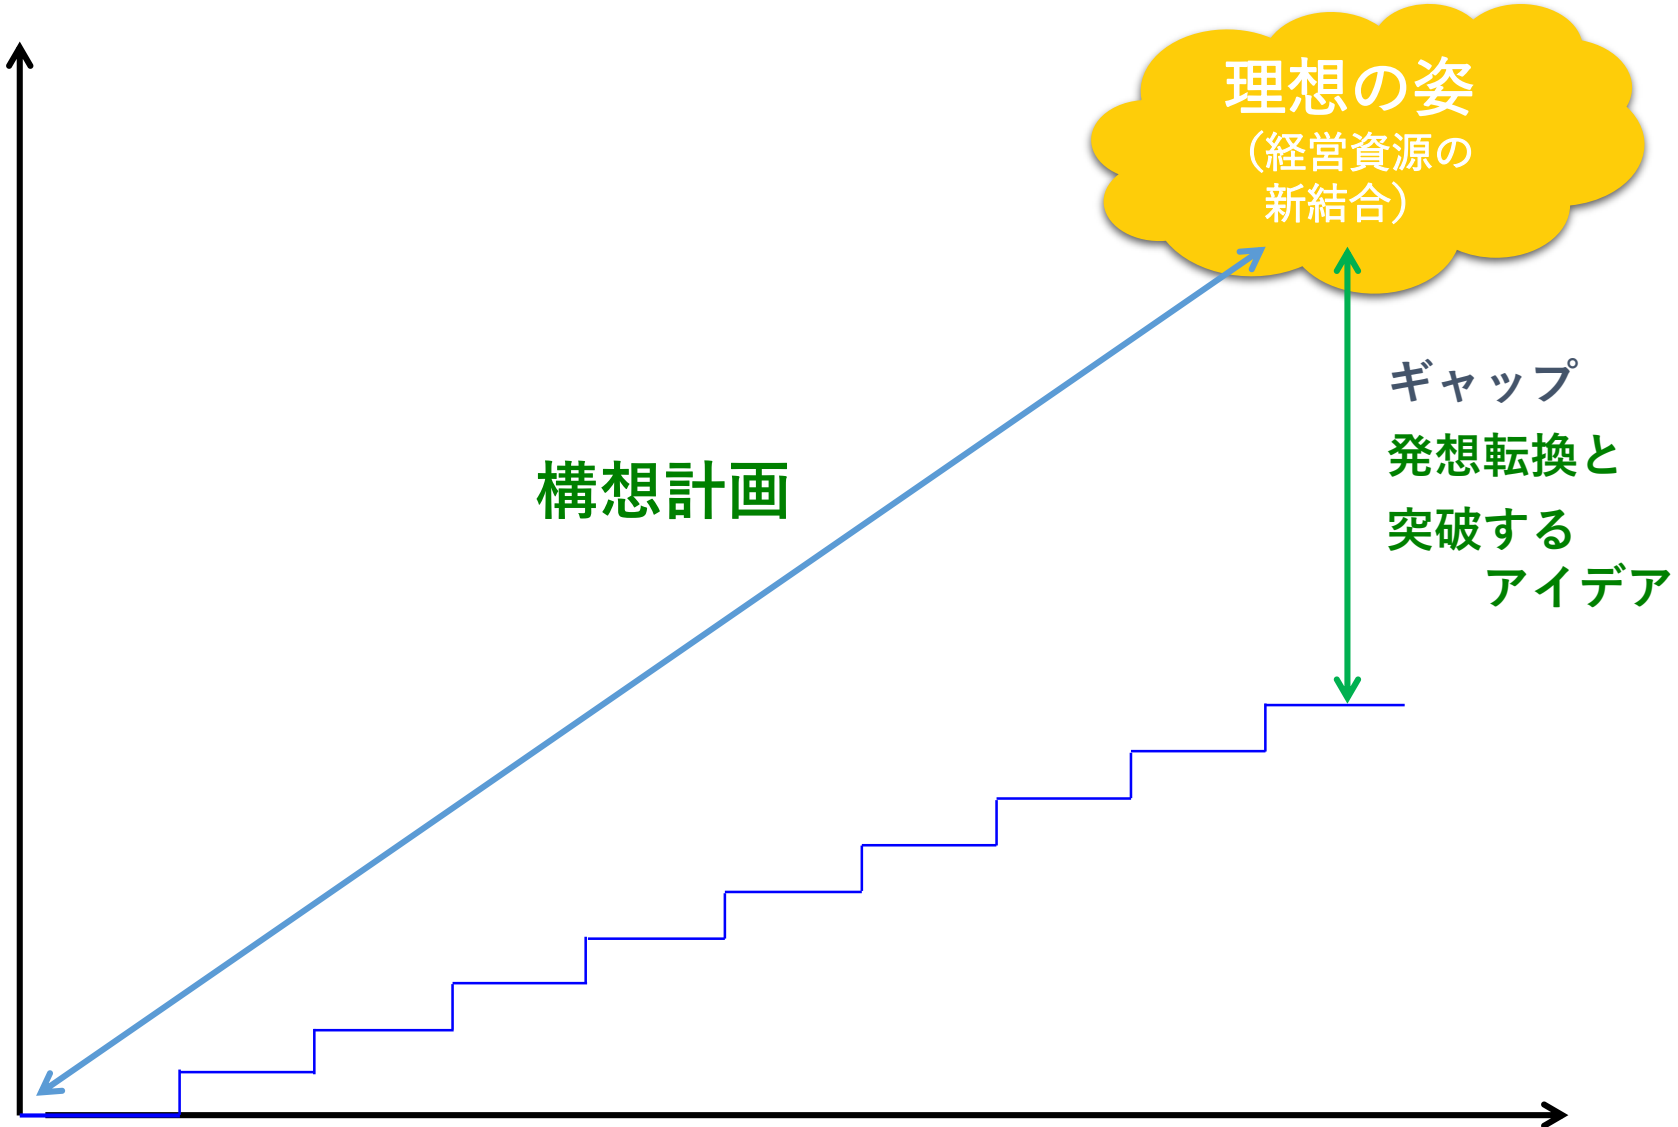 理想の姿
（経営資源の
新結合）
ギャップ
構想計画
発想転換と
突破する
アイデア